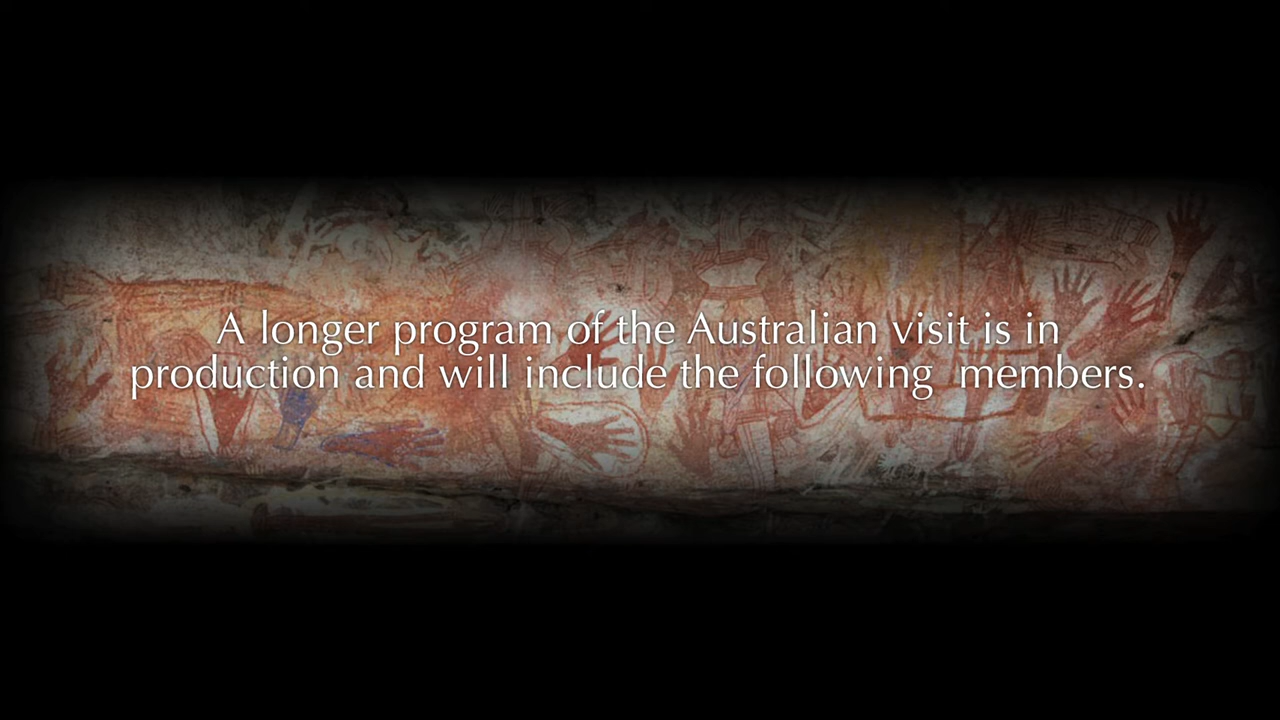 A longer program of the Australian visit is in
production and will include the following  members.